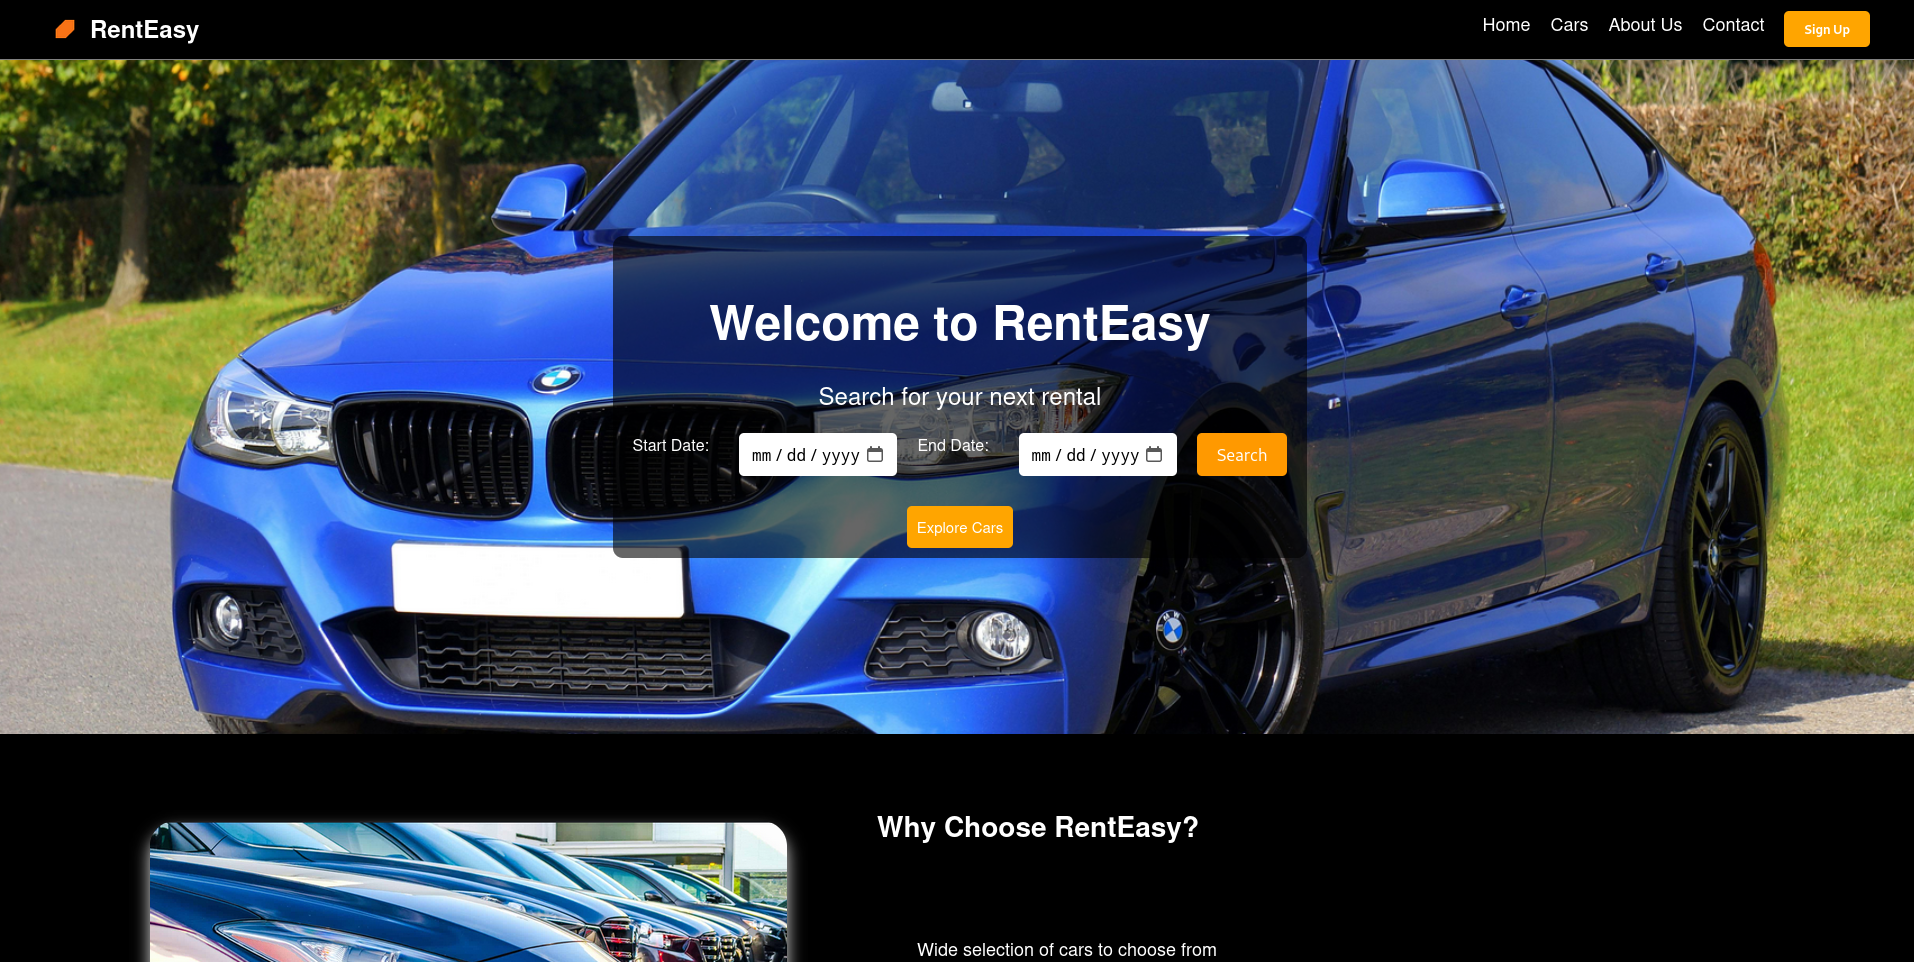 RentEasy
Home Cars About Us Contact Sign Up
Welcome to RentEasy
Search for your next rental
Start Date: mm / dd / yyyy End Date: mm / dd / yyyy Search
Explore Cars
Why Choose RentEasy?
Wide selection of cars to choose from